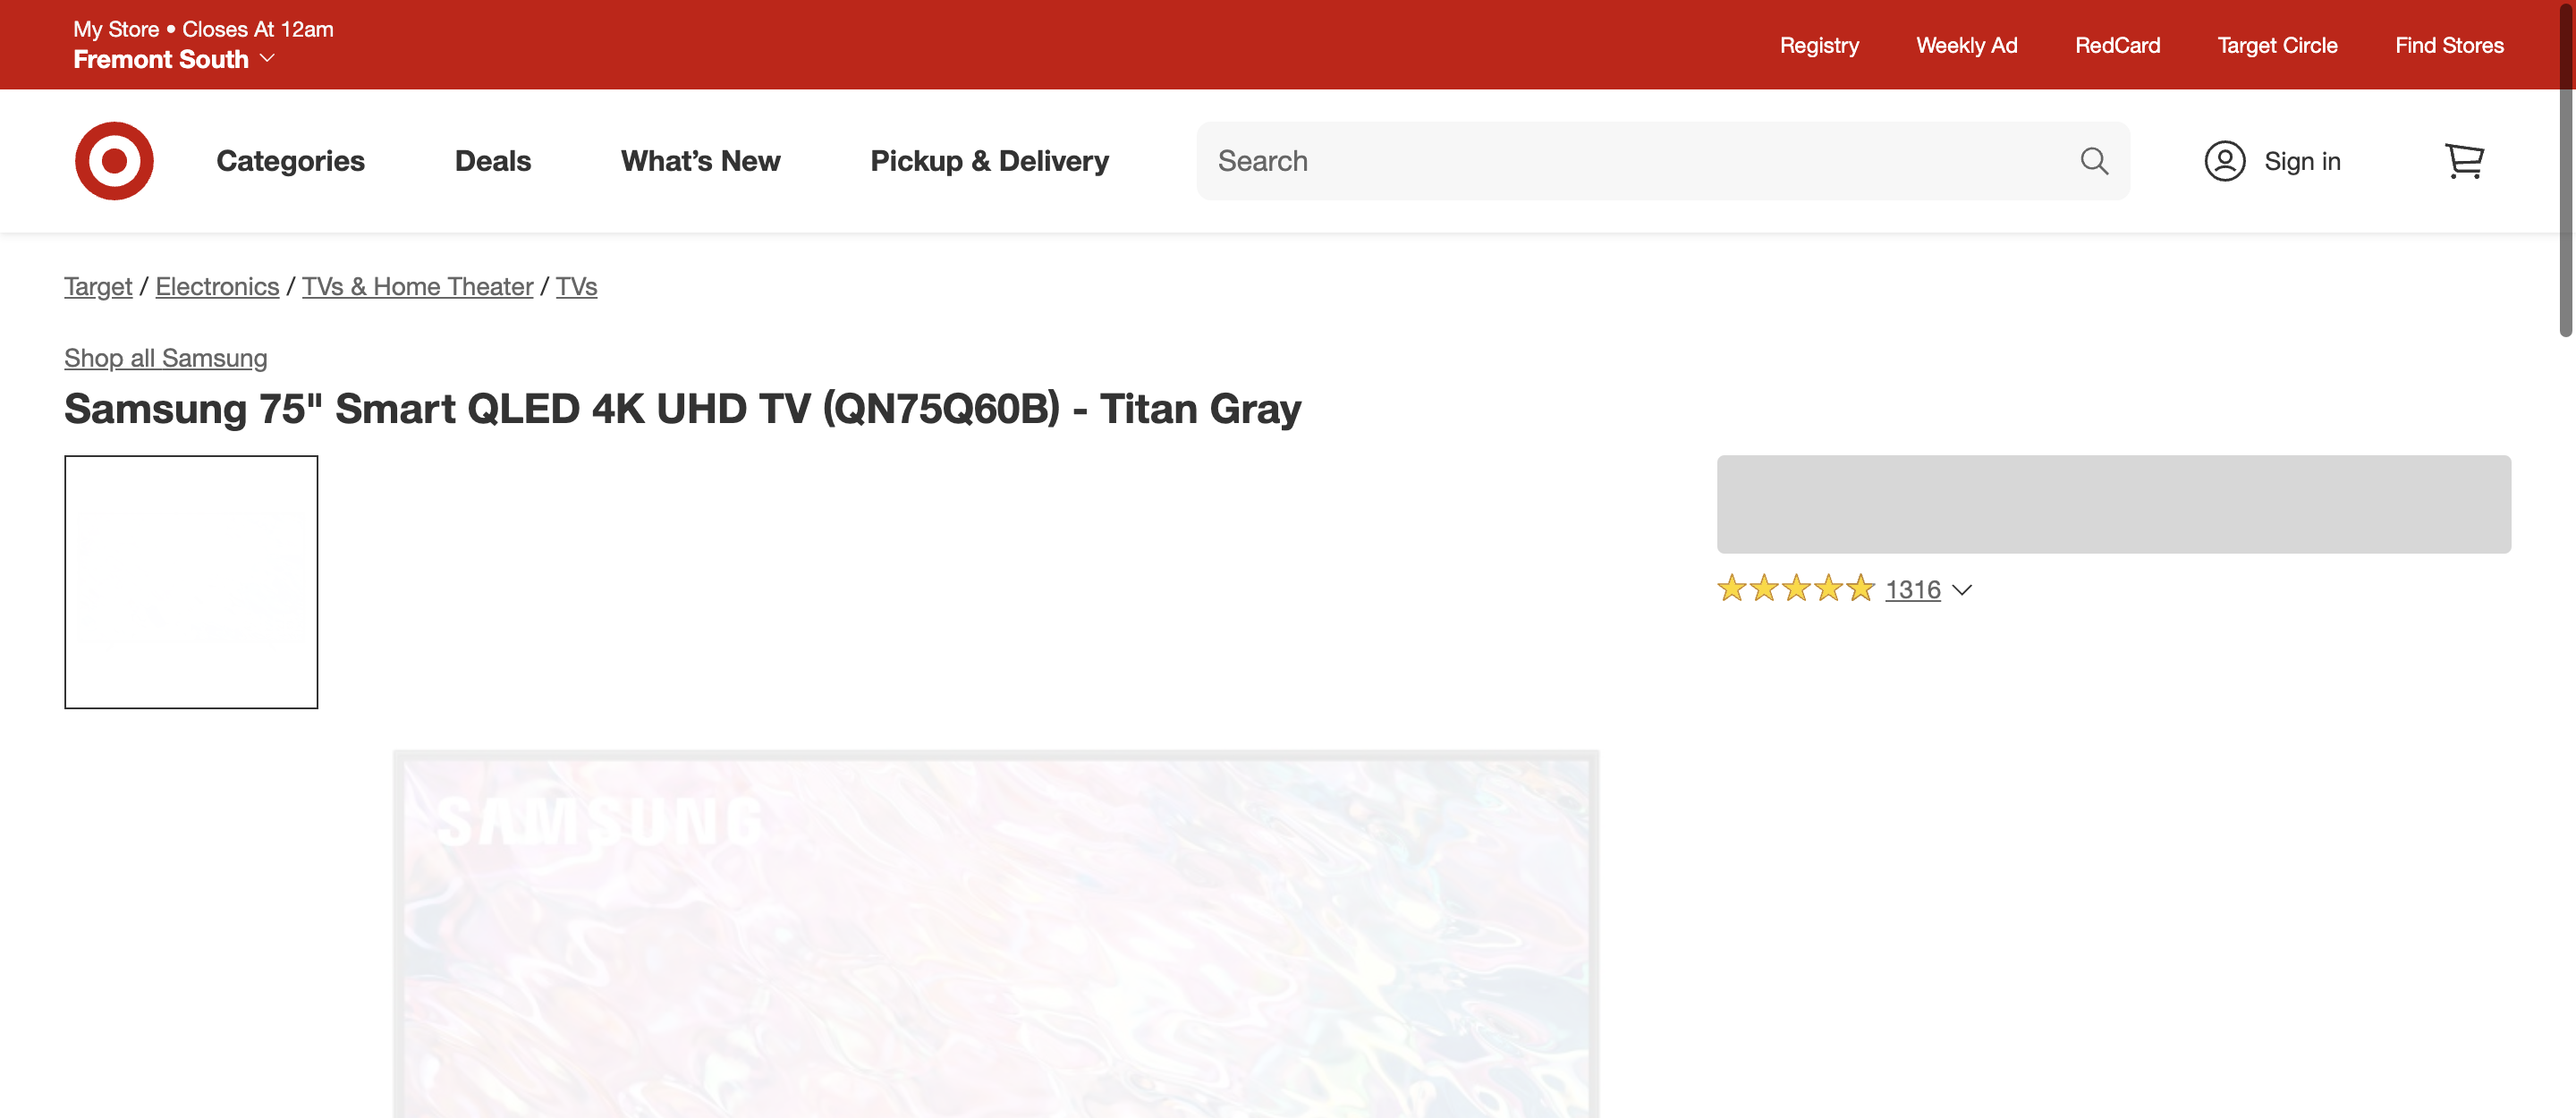 My Store • Closes At 12am
Fremont South
Registry
Weekly Ad
RedCard
Target Circle
Find Stores
Categories
Deals
What’s New
Pickup & Delivery
Search
Sign in
Target / Electronics / TVs & Home Theater / TVs
Shop all Samsung
Samsung 75" Smart QLED 4K UHD TV (QN75Q60B) - Titan Gray
1316
SAMSUNG